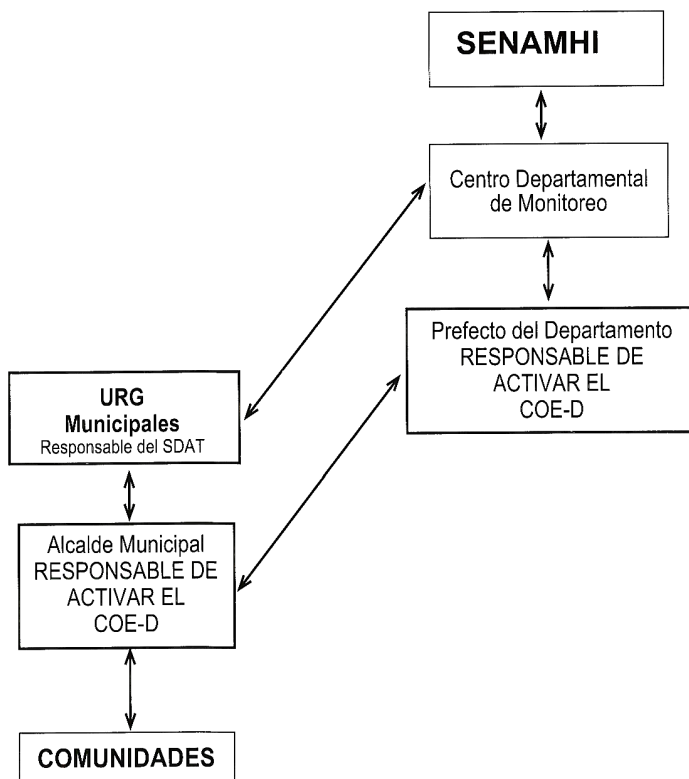 SENAMHI
Centro Departamental
de Monitoreo
Prefecto del Departamento
RESPONSABLE DE
ACTIVAR EL
COE-D
URG
Municipales
Responsable del SDAT
Alcalde Municipal
RESPONSABLE DE
ACTIVAR EL
COE-D
COMUNIDADES